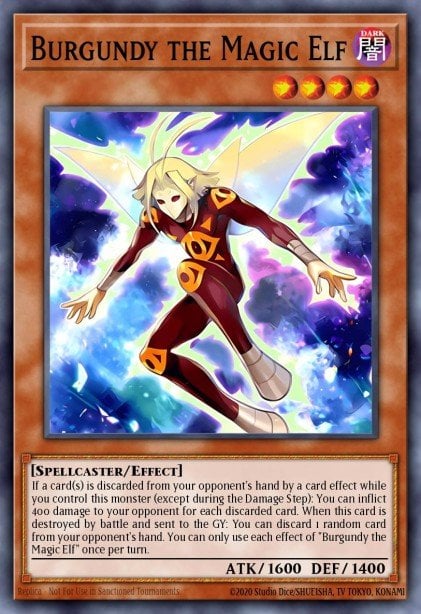 Burgundy the Magic Elf
DARK
闇
[Spellcaster/Effect]
If a card(s) is discarded from your opponent's hand by a card effect while
you control this monster (except during the Damage Step): You can inflict
400 damage to your opponent for each discarded card. When this card is
destroyed by battle and sent to the GY: You can discard 1 random card
from your opponent's hand. You can only use each effect of "Burgundy the
Magic Elf" once per turn.
ATK/1600 DEF/1400
Replica - Not For Use in Sanctioned Tournaments
©2020 Studio Dice/SHUEISHA, TV TOKYO, KONAMI